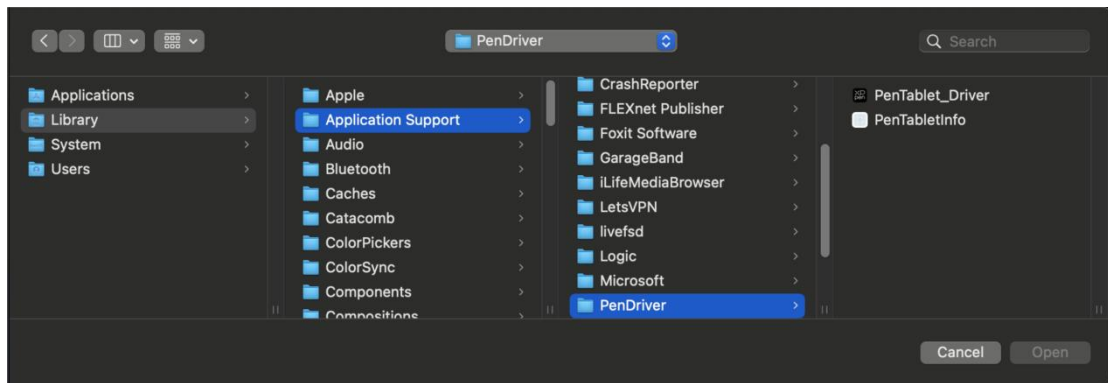 PenDriver
Search
Applications
Library
System
Users
Apple
Application Support
Audio
Bluetooth
Caches
Catacomb
ColorPickers
ColorSync
Components
Compositions
CrashReporter
FLEXnet Publisher
Foxit Software
GarageBand
iLifeMediaBrowser
LetsVPN
livefsd
Logic
Microsoft
PenDriver
PenTablet_Driver
PenTabletInfo
Cancel
Open